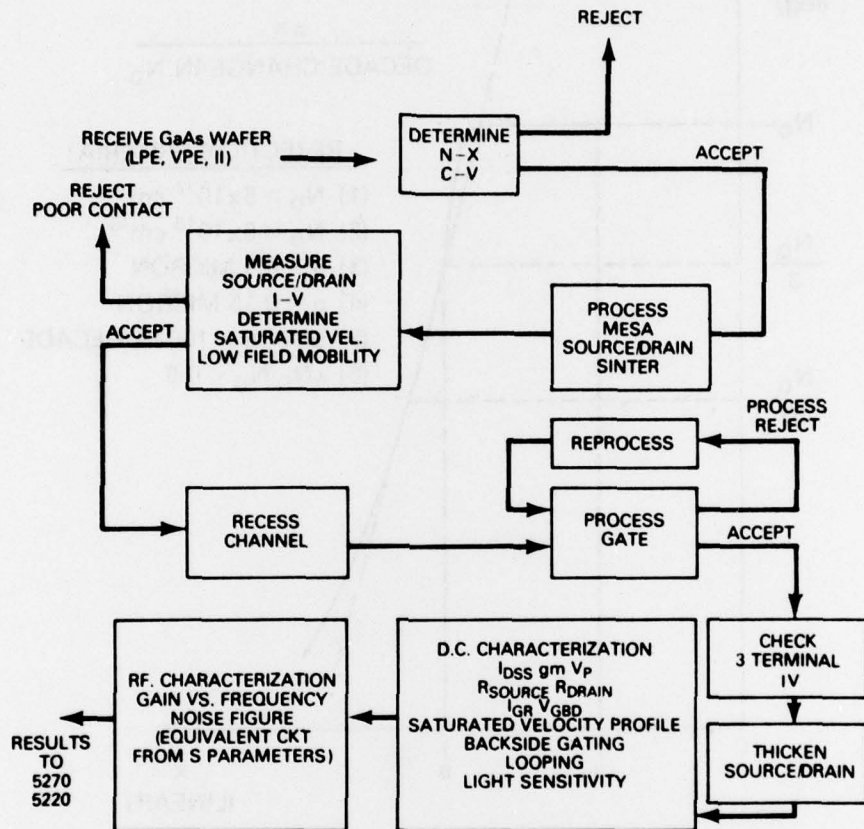 REJECT
RECEIVE GaAs WAFER
(LPE, VPE, II)
DETERMINE
N-X
C-V
ACCEPT
REJECT
POOR CONTACT
MEASURE
SOURCE/DRAIN
I-V
DETERMINE
SATURATED VEL.
LOW FIELD MOBILITY
ACCEPT
PROCESS
MESA
SOURCE/DRAIN
SINTER
PROCESS
REJECT
REPROCESS
RECESS
CHANNEL
PROCESS
GATE
ACCEPT
CHECK
3 TERMINAL
IV
THICKEN
SOURCE/DRAIN
D.C. CHARACTERIZATION
IDSS gm VP
RSOURCE RDRAIN
IGR VGBD
SATURATED VELOCITY PROFILE
BACKSIDE GATING
LOOPING
LIGHT SENSITIVITY
RF. CHARACTERIZATION
GAIN VS. FREQUENCY
NOISE FIGURE
(EQUIVALENT CKT
FROM S PARAMETERS)
RESULTS
TO
5270
5220